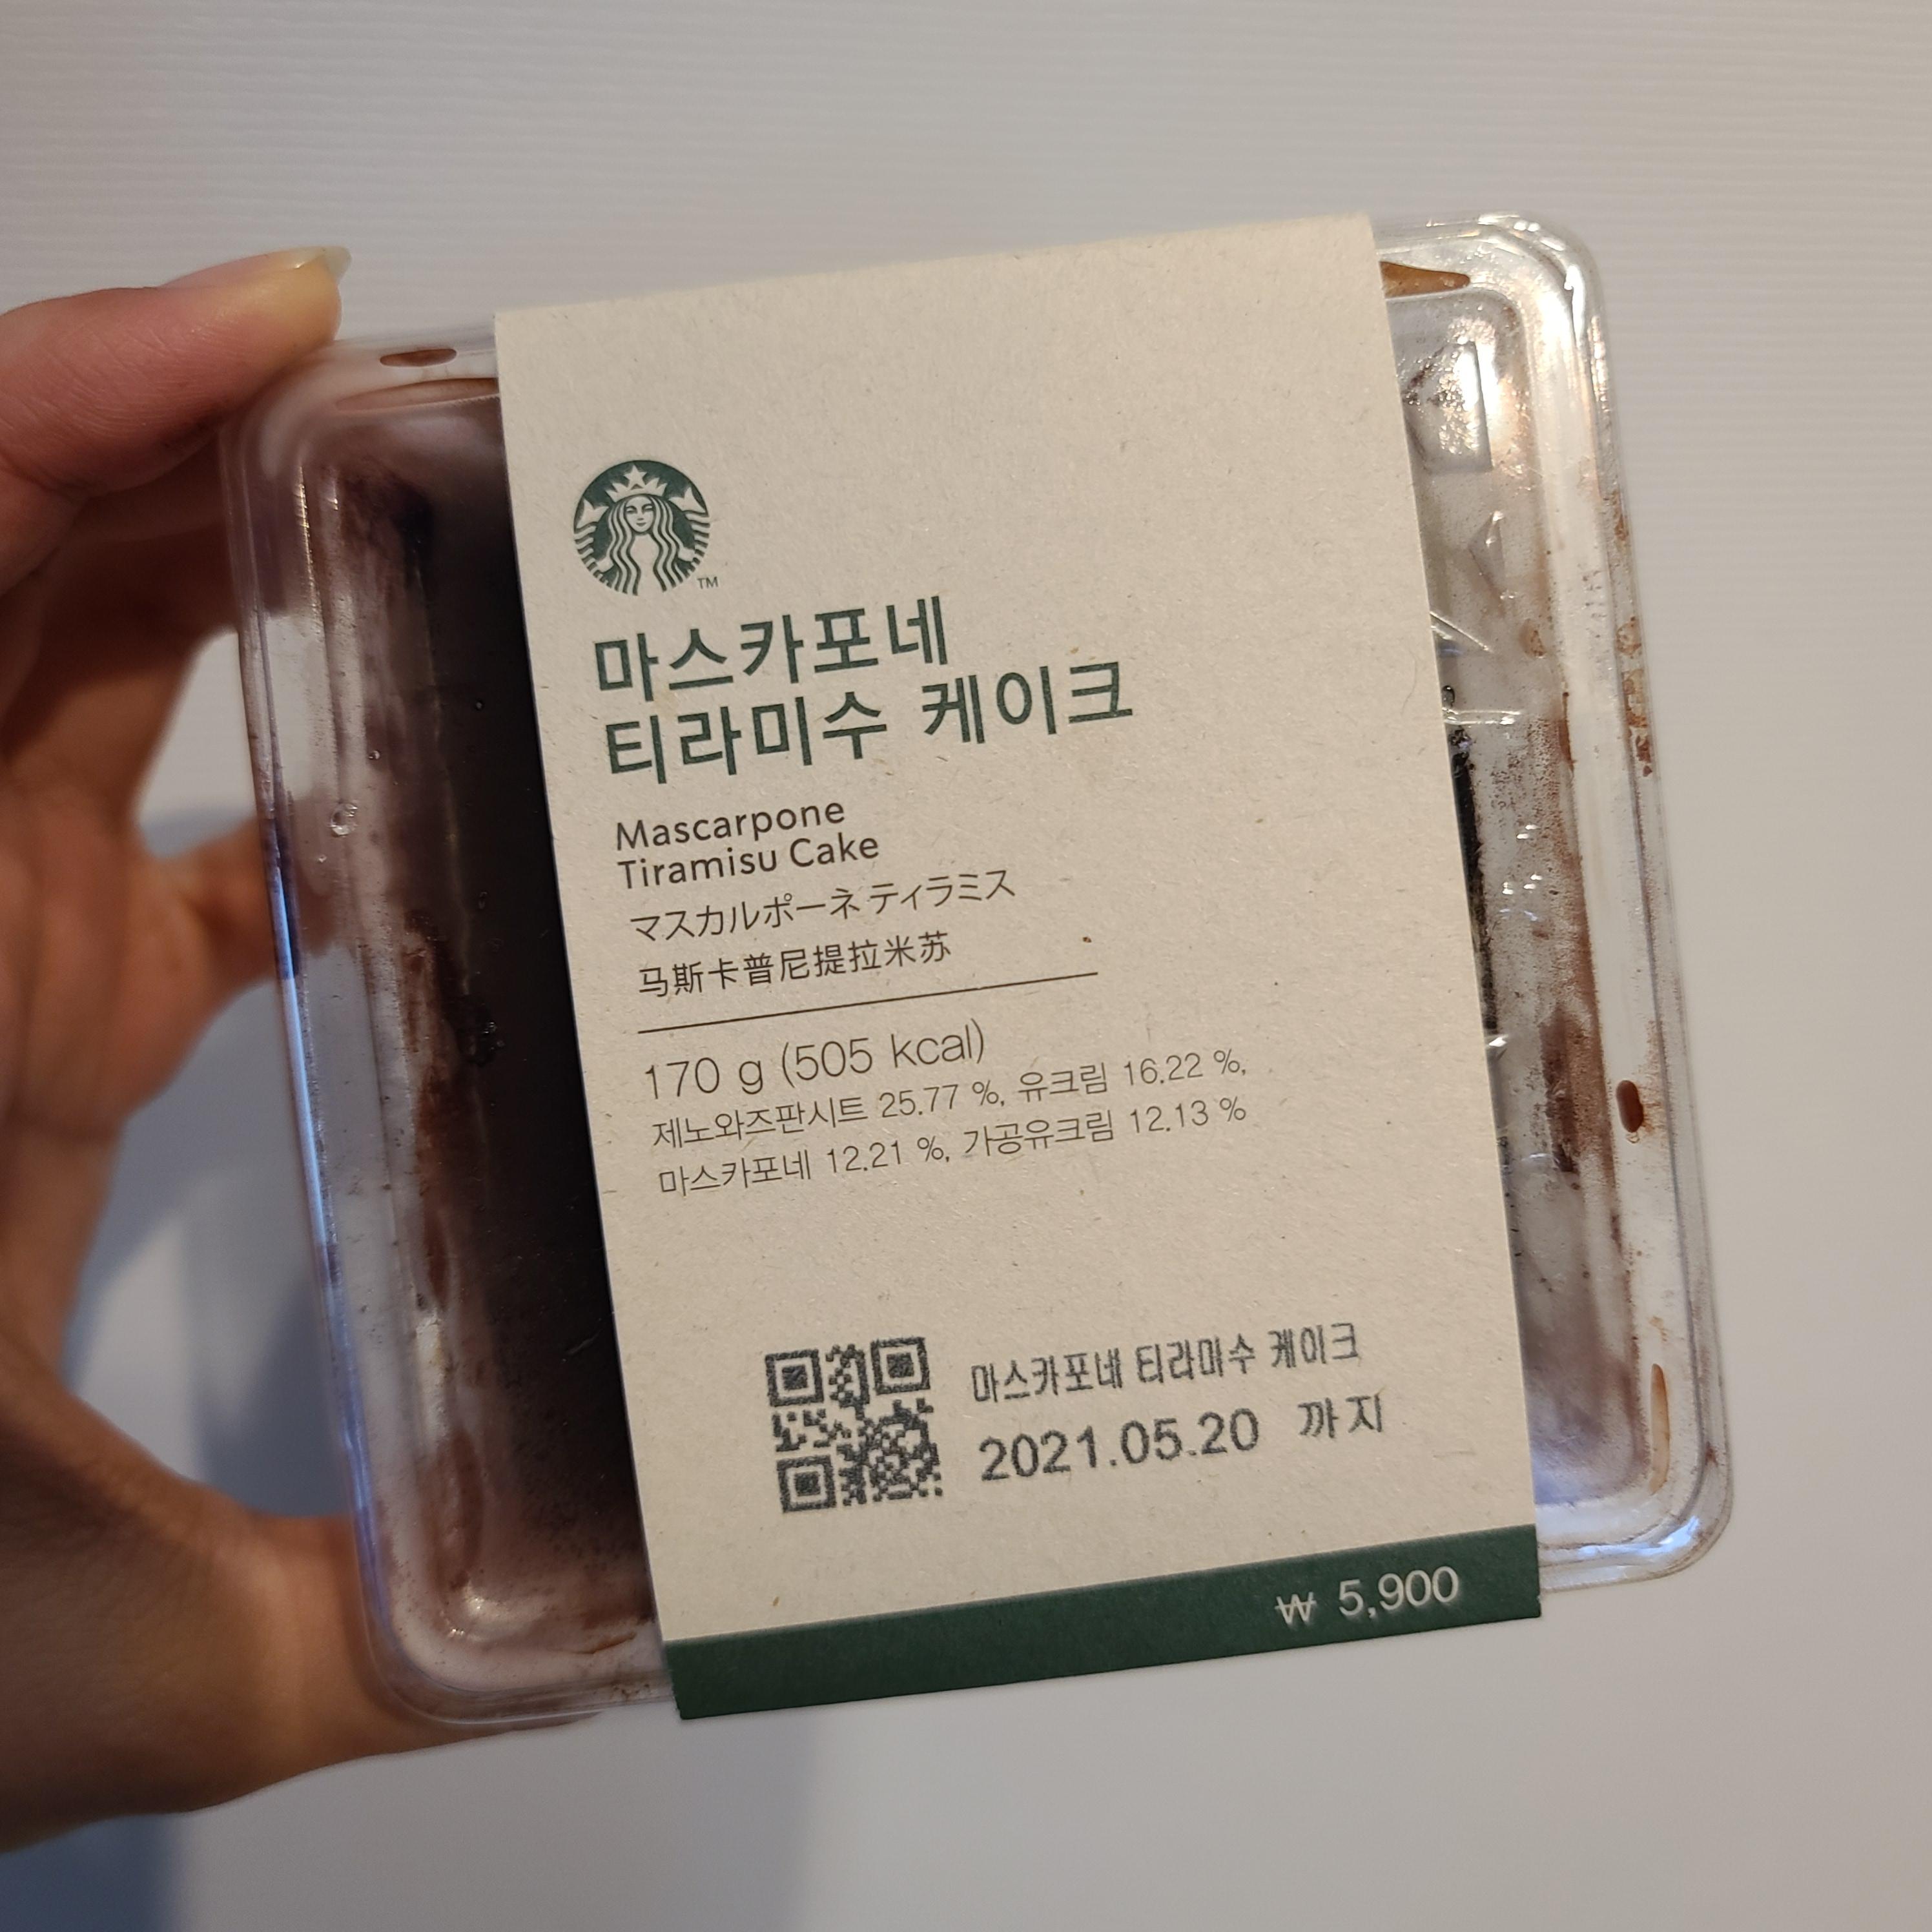 TM
마스카포네
티라미수 케이크
Mascarpone
Tiramisu Cake
マスカルポーネ ティラミス
马斯卡普尼提拉米苏
170 g (505 kcal)
제노와즈판시트 25.77 %, 유크림 16.22 %,
마스카포네 12.21 %, 가공유크림 12.13 %
마스카포네 티라미수 케이크
2021.05.20 까지
₩ 5,900